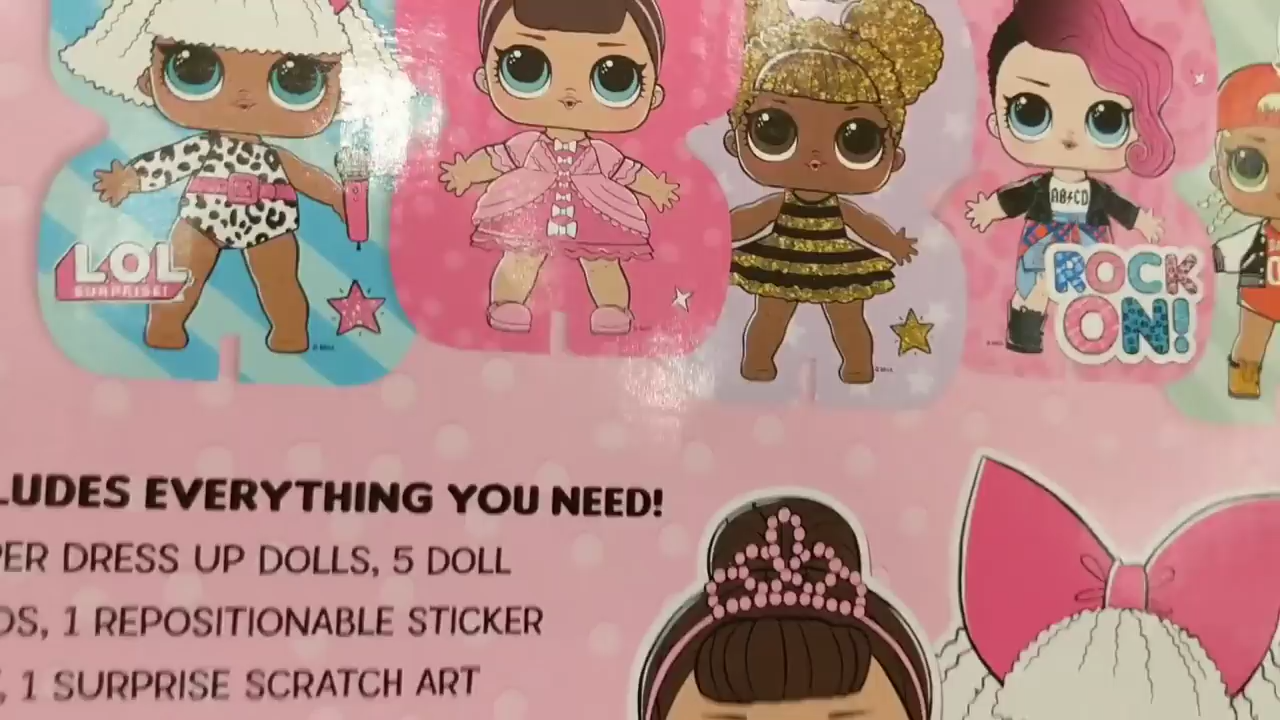 AB⚡CD
LOL
SURPRISE!
ROCK
ON!
LUDES EVERYTHING YOU NEED!
ER DRESS UP DOLLS, 5 DOLL
DS, 1 REPOSITIONABLE STICKER
, 1 SURPRISE SCRATCH ART